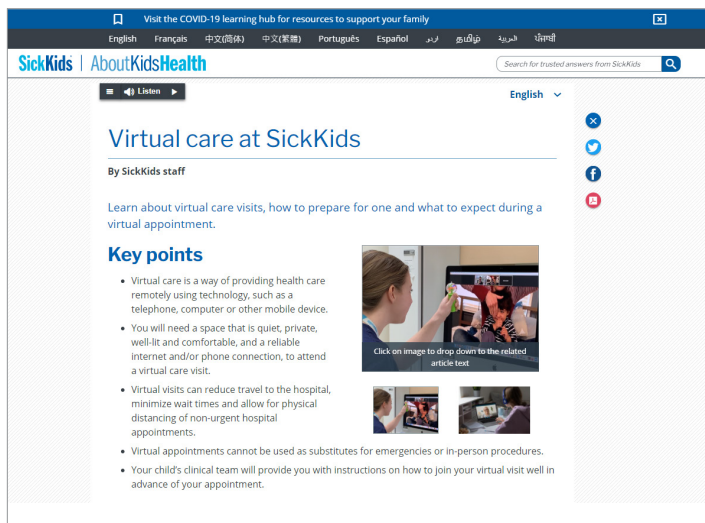 Visit the COVID-19 learning hub for resources to support your family
English Français 中文(简体) 中文(繁體) Português Español اردو தமிழ் العربية ਪੰਜਾਬੀ
SickKids | AboutKidsHealth
Search for trusted answers from SickKids
Listen
English
Virtual care at SickKids
By SickKids staff
Learn about virtual care visits, how to prepare for one and what to expect during a
virtual appointment.
Key points
• Virtual care is a way of providing health care
remotely using technology, such as a
telephone, computer or other mobile device.
• You will need a space that is quiet, private,
well-lit and comfortable, and a reliable
internet and/or phone connection, to attend
a virtual care visit.
• Virtual visits can reduce travel to the hospital,
minimize wait times and allow for physical
distancing of non-urgent hospital
appointments.
Click on image to drop down to the related
article text
• Virtual appointments cannot be used as substitutes for emergencies or in-person procedures.
• Your child's clinical team will provide you with instructions on how to join your virtual visit well in
advance of your appointment.